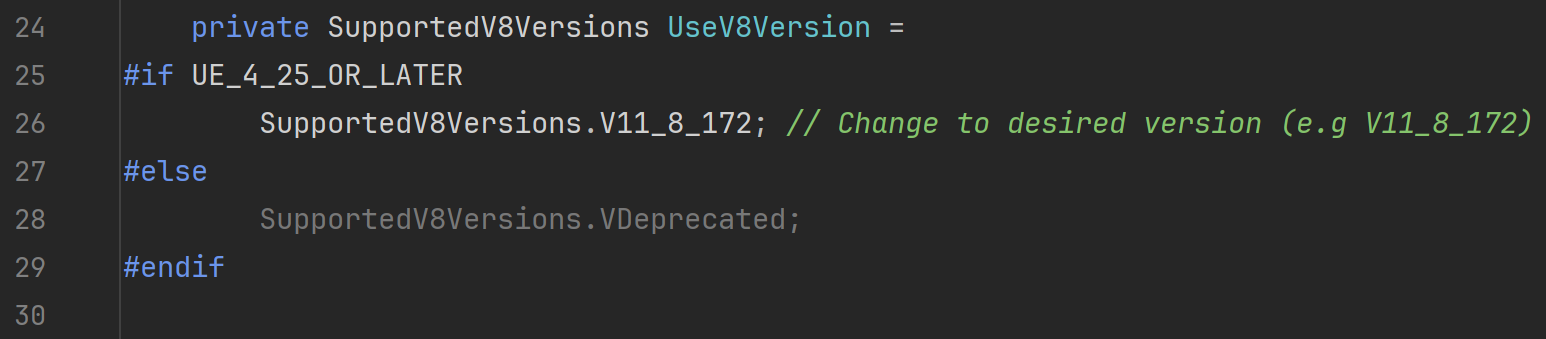 24 private SupportedV8Versions UseV8Version =
25 #if UE_4_25_OR_LATER
26 SupportedV8Versions.V11_8_172; // Change to desired version (e.g V11_8_172)
27 #else
28 SupportedV8Versions.VDeprecated;
29 #endif
30